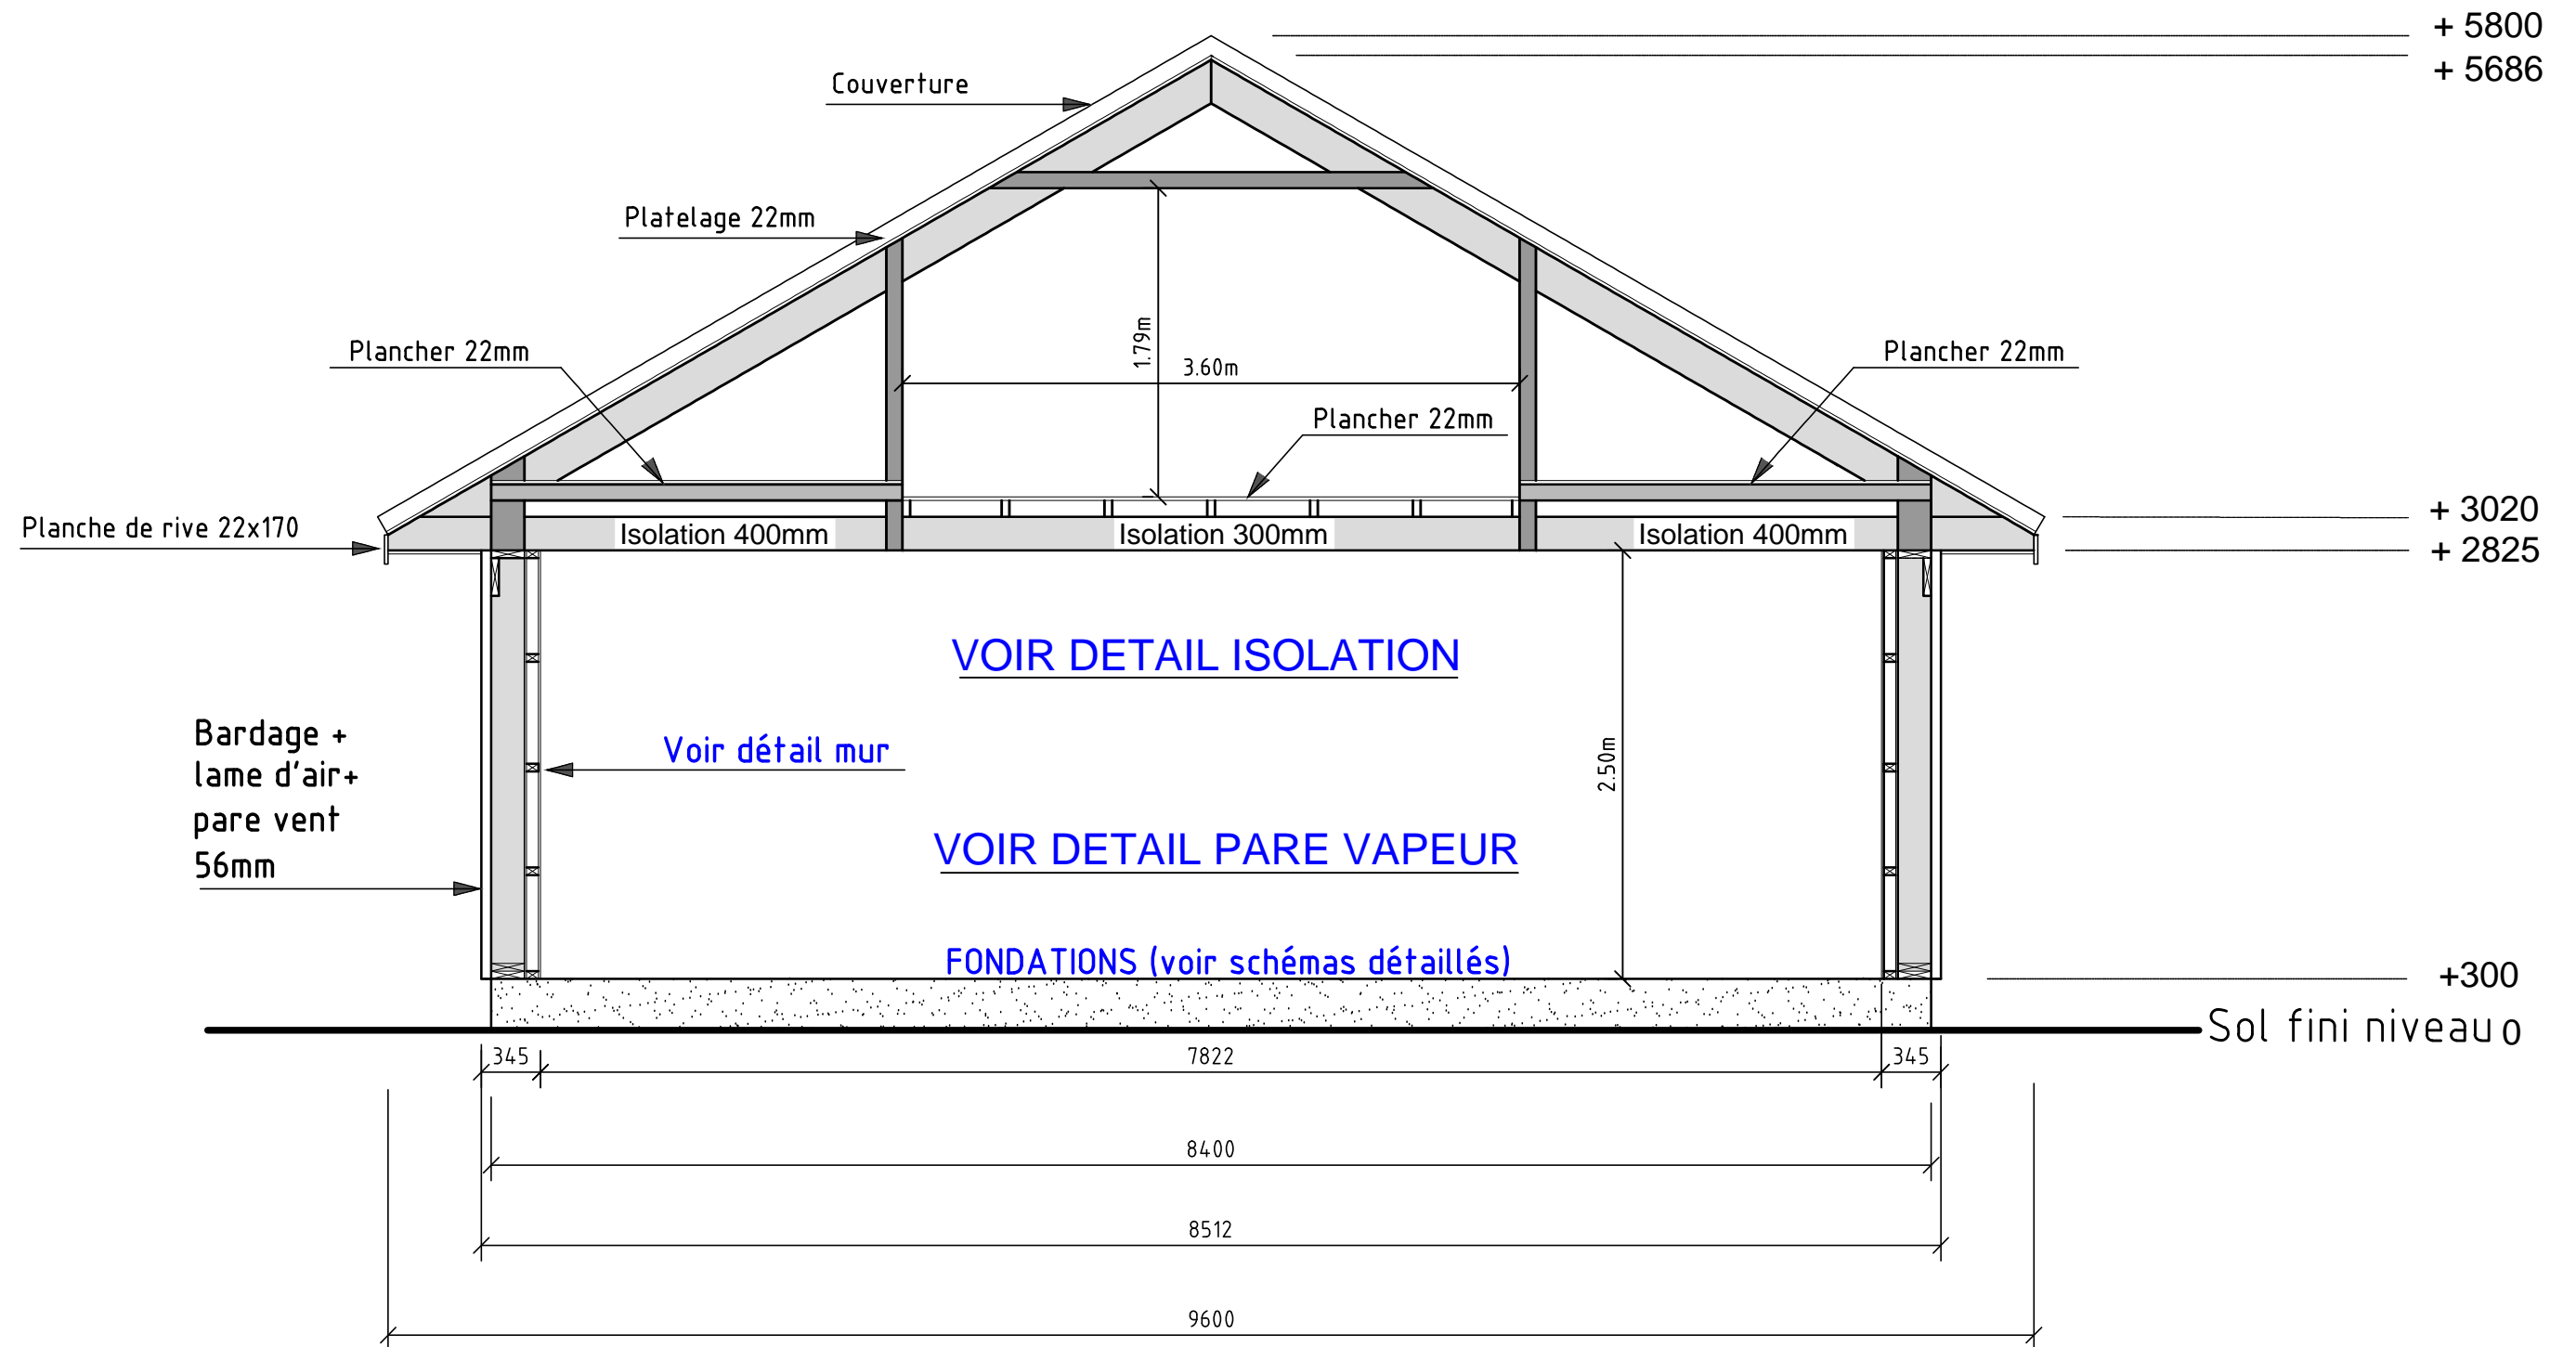 + 5800
+ 5686
Couverture
Platelage 22mm
Plancher 22mm
1.79m
3.60m
Plancher 22mm
Plancher 22mm
Planche de rive 22x170
Isolation 400mm
Isolation 300mm
Isolation 400mm
+ 3020
+ 2825
VOIR DETAIL ISOLATION
Bardage +
lame d'air+
pare vent
56mm
Voir détail mur
2.50m
VOIR DETAIL PARE VAPEUR
FONDATIONS (voir schémas détaillés)
+300
Sol fini niveau 0
345
7822
345
8400
8512
9600